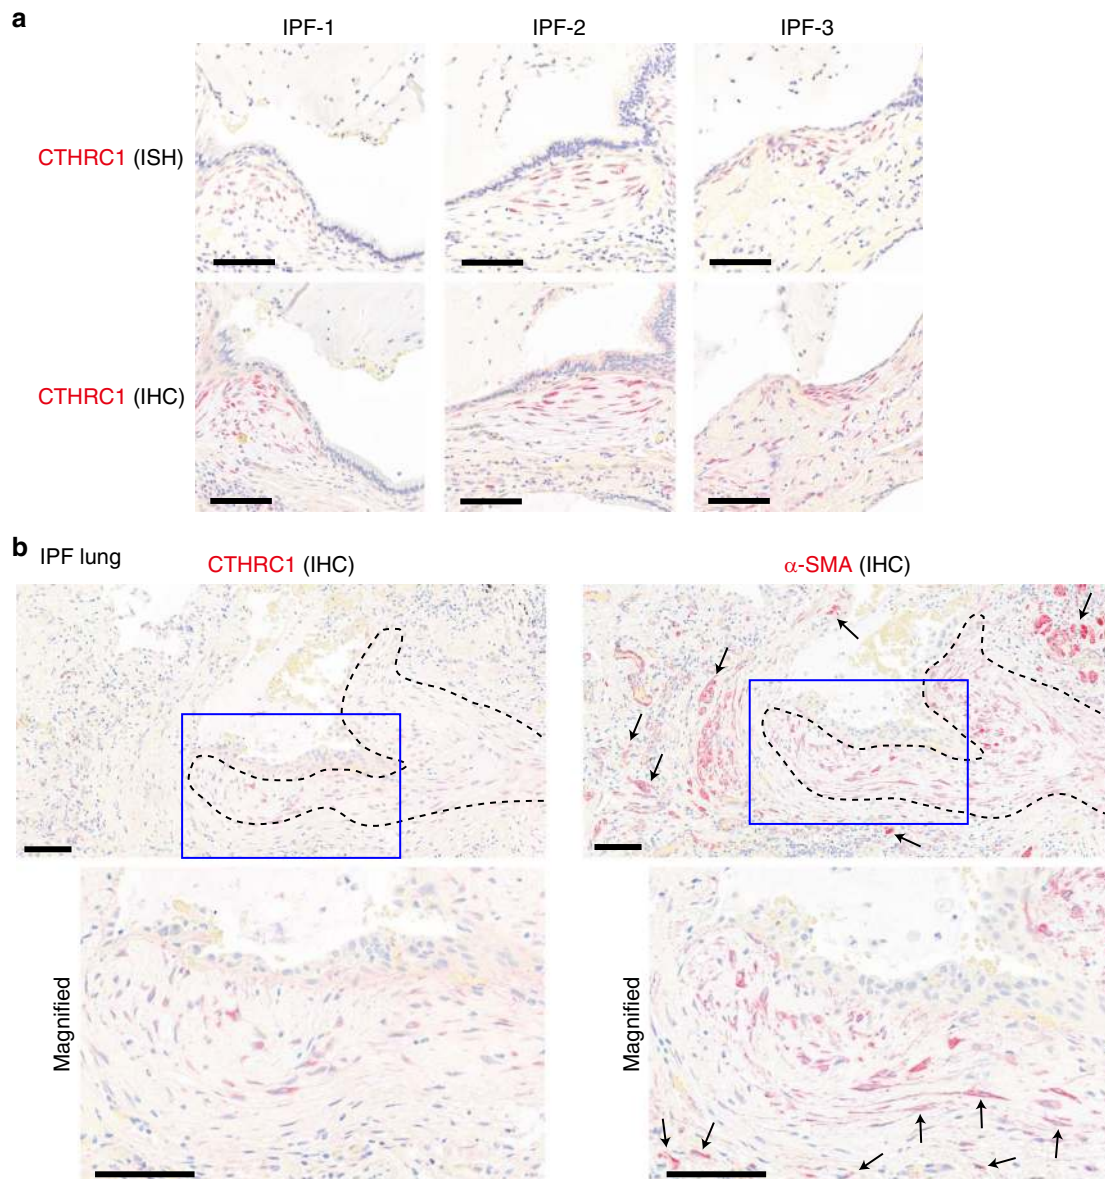 a
IPF-1 IPF-2 IPF-3
CTHRC1 (ISH)
CTHRC1 (IHC)
b
IPF lung
CTHRC1 (IHC)
α-SMA (IHC)
Magnified
Magnified